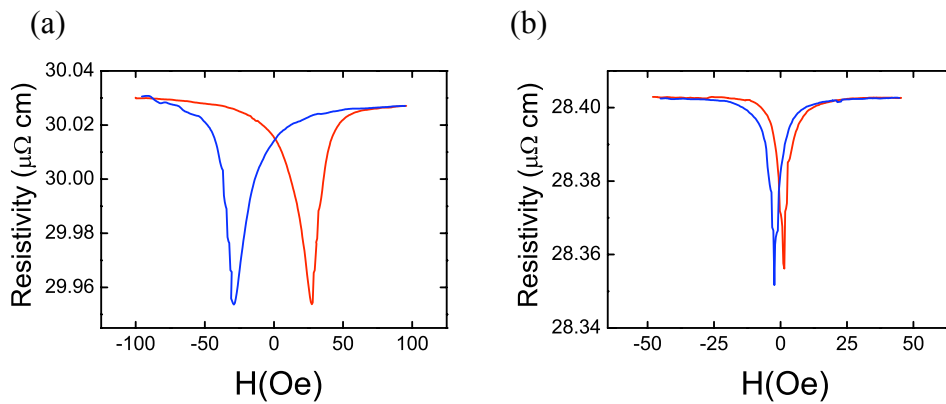 (a)
Resistivity (μΩ cm)
30.04
30.02
30.00
29.98
29.96
-100 -50 0 50 100
H(Oe)
(b)
Resistivity (μΩ cm)
28.40
28.38
28.36
28.34
-50 -25 0 25 50
H(Oe)